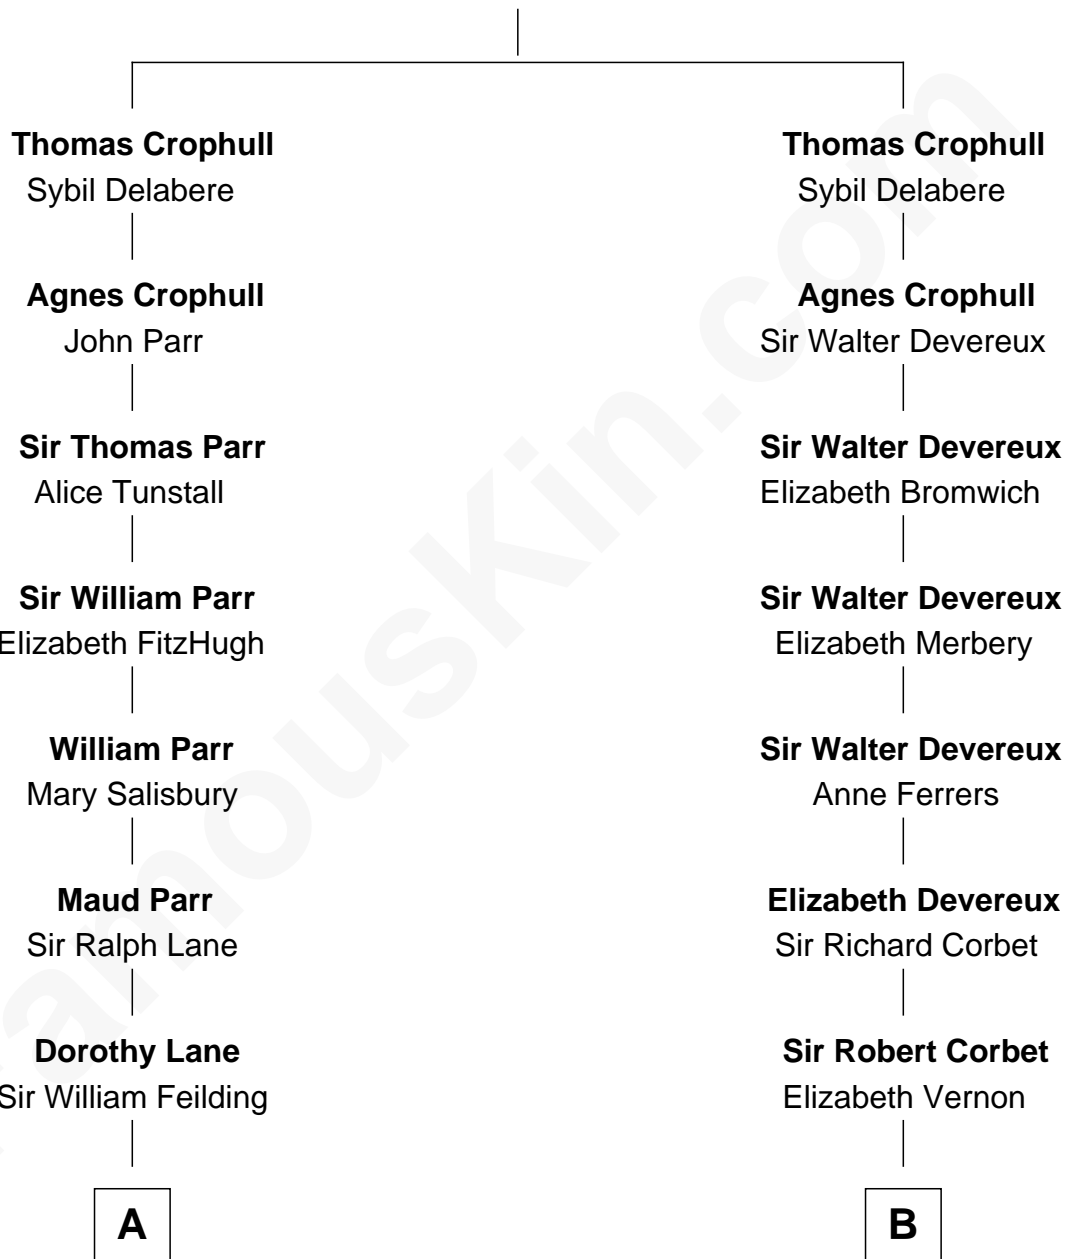 Thomas Crophull
Sybil Delabere
Agnes Crophull
John Parr
Sir Thomas Parr
Alice Tunstall
Sir William Parr
Elizabeth FitzHugh
William Parr
Mary Salisbury
Maud Parr
Sir Ralph Lane
Dorothy Lane
Sir William Feilding
A
Thomas Crophull
Sybil Delabere
Agnes Crophull
Sir Walter Devereux
Sir Walter Devereux
Elizabeth Bromwich
Sir Walter Devereux
Elizabeth Merbery
Sir Walter Devereux
Anne Ferrers
Elizabeth Devereux
Sir Richard Corbet
Sir Robert Corbet
Elizabeth Vernon
B
FamousKin.com